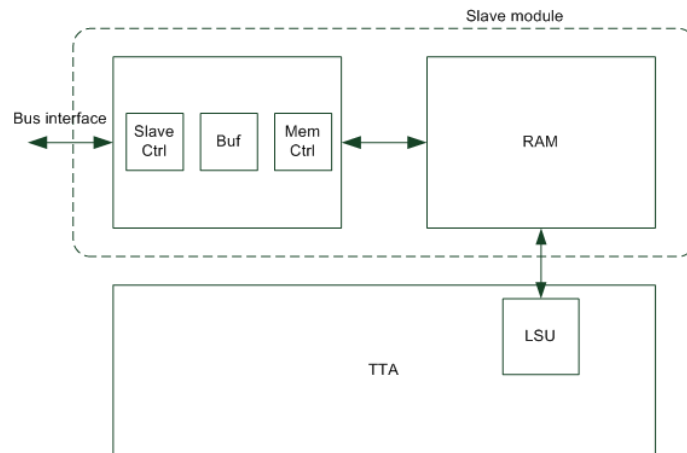 Slave module
Bus interface
Slave
Ctrl
Buf
Mem
Ctrl
RAM
LSU
TTA